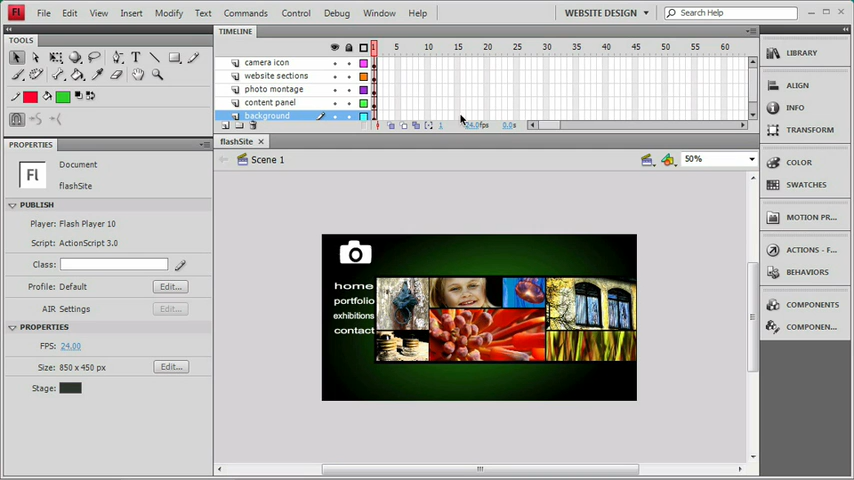 Fl File Edit View Insert Modify Text Commands Control Debug Window Help WEBSITE DESIGN Search Help
TOOLS
TIMELINE
1 5 10 15 20 25 30 35 40 45 50 55 60
camera icon
website sections
photo montage
content panel
background
1 24.0fps 0.0s
flashSite
Scene 1 50%
PROPERTIES
Fl Document
flashSite
PUBLISH
Player: Flash Player 10
Script: ActionScript 3.0
Class:
Profile: Default Edit...
AIR Settings Edit...
PROPERTIES
FPS: 24.00
Size: 850 x 450 px Edit...
Stage:
home
portfolio
exhibitions
contact
LIBRARY
ALIGN
INFO
TRANSFORM
COLOR
SWATCHES
MOTION PR...
ACTIONS - F...
BEHAVIORS
COMPONENTS
COMPONEN...